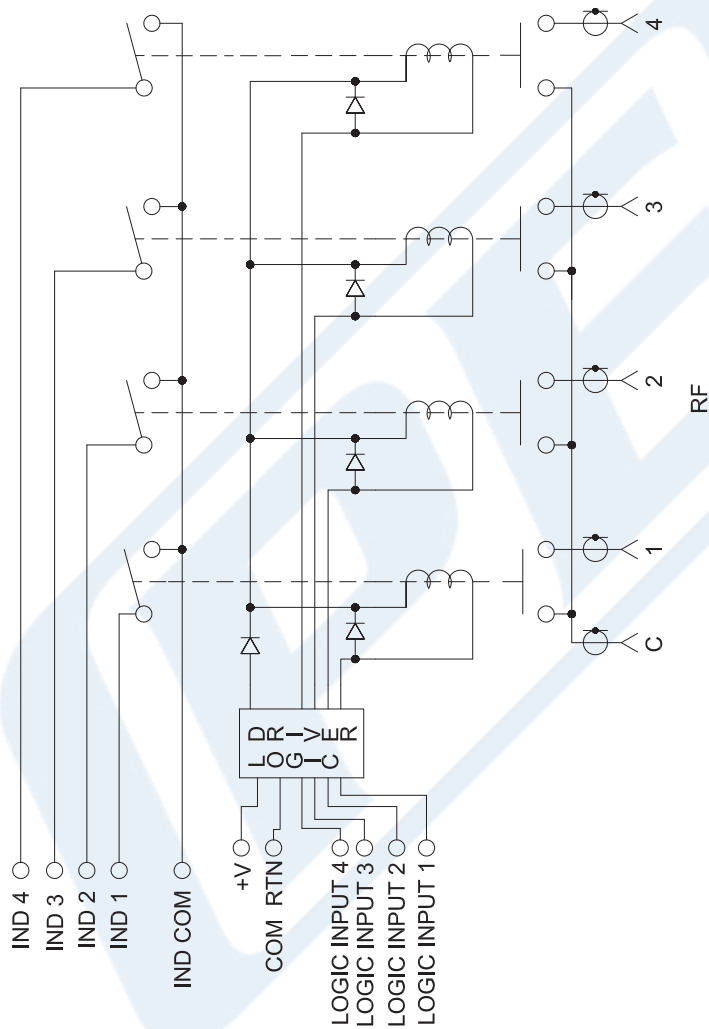 IND 4
IND 3
IND 2
IND 1
IND COM
+V
COM RTN
LOGIC INPUT 4
LOGIC INPUT 3
LOGIC INPUT 2
LOGIC INPUT 1
LOGIC
DRIVER
C
1
2
3
4
RF